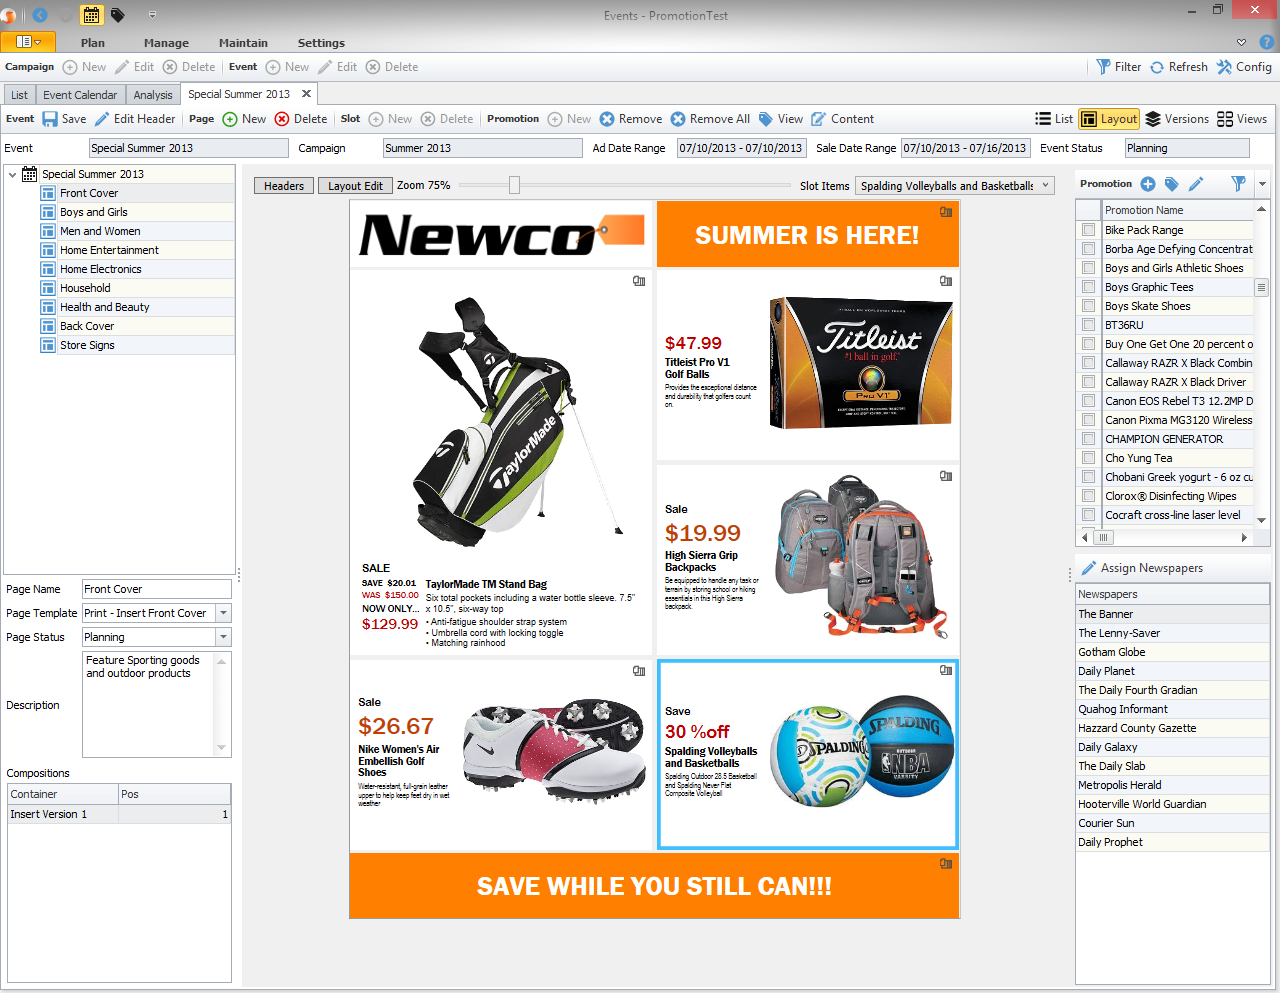 Events - PromotionTest
Plan Manage Maintain Settings
Campaign New Edit Delete Event New Edit Delete Filter Refresh Config
List Event Calendar Analysis Special Summer 2013
Event Save Edit Header Page New Delete Slot New Delete Promotion New Remove Remove All View Content List Layout Versions Views
Event Special Summer 2013 Campaign Summer 2013 Ad Date Range 07/10/2013 - 07/10/2013 Sale Date Range 07/10/2013 - 07/16/2013 Event Status Planning
Special Summer 2013
Front Cover
Boys and Girls
Men and Women
Home Entertainment
Home Electronics
Household
Health and Beauty
Back Cover
Store Signs
Page Name Front Cover
Page Template Print - Insert Front Cover
Page Status Planning
Description Feature Sporting goods
and outdoor products
Compositions
Container Pos
Insert Version 1 1
Headers Layout Edit Zoom 75% Slot Items Spalding Volleyballs and Basketballs
Newco
SUMMER IS HERE!
TaylorMade
SALE
SAVE $20.01
WAS $150.00
NOW ONLY...
$129.99
TaylorMade TM Stand Bag
Six total pockets including a water bottle sleeve. 7.5"
x 10.5", six-way top
• Anti-fatigue shoulder strap system
• Umbrella cord with locking toggle
• Matching rainhood
$47.99
Titleist Pro V1
Golf Balls
Provides the exceptional distance
and durability that golfers count
on.
#1 BALL ON WORLDWIDE TOURS
Titleist
#1 ball in golf.
PRO V1
Sale
$19.99
High Sierra Grip
Backpacks
Be equipped to handle any task or
terrain by storing school or hiking
essentials in this High Sierra
backpack.
Sale
$26.67
Nike Women's Air
Embellish Golf
Shoes
Water-resistant, full-grain leather
upper to help keep feet dry in wet
weather
Save
30 %off
Spalding Volleyballs
and Basketballs
Spalding Outdoor 28.5 Basketball
and Spalding Never Flat
Composite Volleyball
SPALDING
SPALDING
OUTDOOR
NBA
VARSITY
SAVE WHILE YOU STILL CAN!!!
Promotion
Promotion Name
Bike Pack Range
Borba Age Defying Concentrat
Boys and Girls Athletic Shoes
Boys Graphic Tees
Boys Skate Shoes
BT36RU
Buy One Get One 20 percent o
Callaway RAZR X Black Combin
Callaway RAZR X Black Driver
Canon EOS Rebel T3 12.2MP D
Canon Pixma MG3120 Wireless
CHAMPION GENERATOR
Cho Yung Tea
Chobani Greek yogurt - 6 oz cu
Clorox® Disinfecting Wipes
Cocraft cross-line laser level
Assign Newspapers
Newspapers
The Banner
The Lenny-Saver
Gotham Globe
Daily Planet
The Daily Fourth Gradian
Quahog Informant
Hazzard County Gazette
Daily Galaxy
The Daily Slab
Metropolis Herald
Hooterville World Guardian
Courier Sun
Daily Prophet